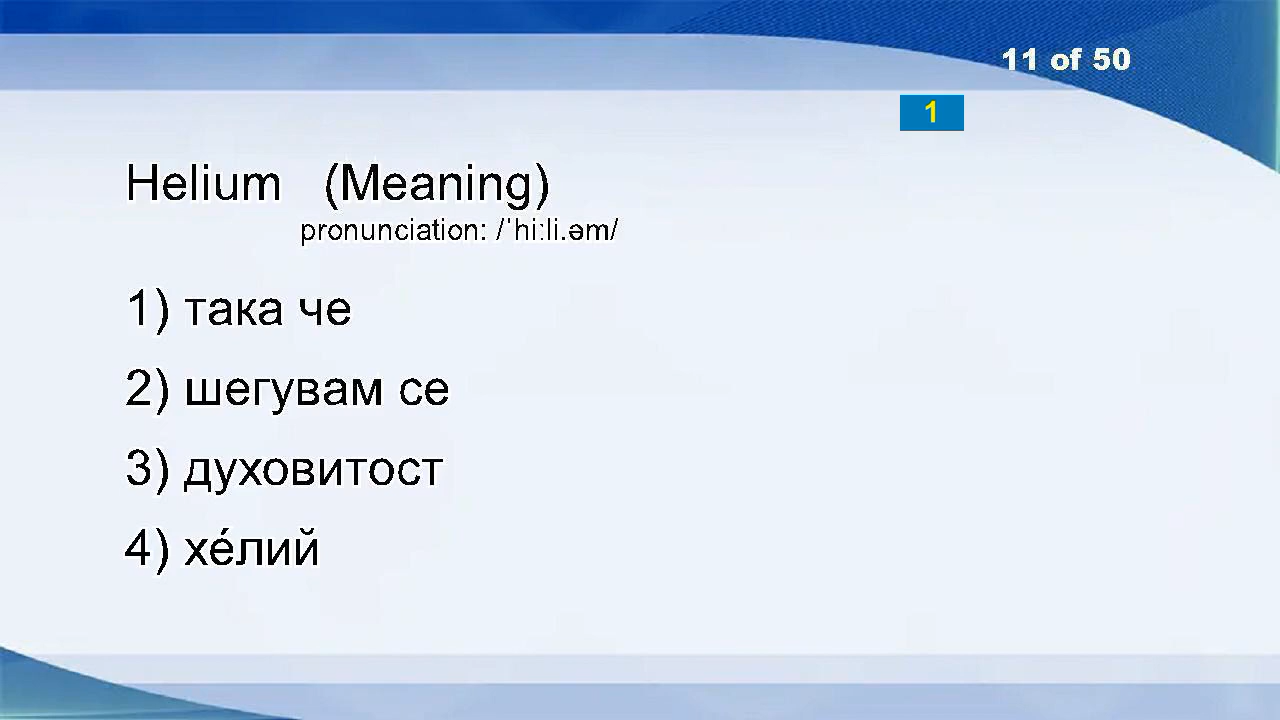 11 of 50
1
Helium (Meaning)
pronunciation: /ˈhiːli.əm/
1) така че
2) шегувам се
3) духовитост
4) хе́лий